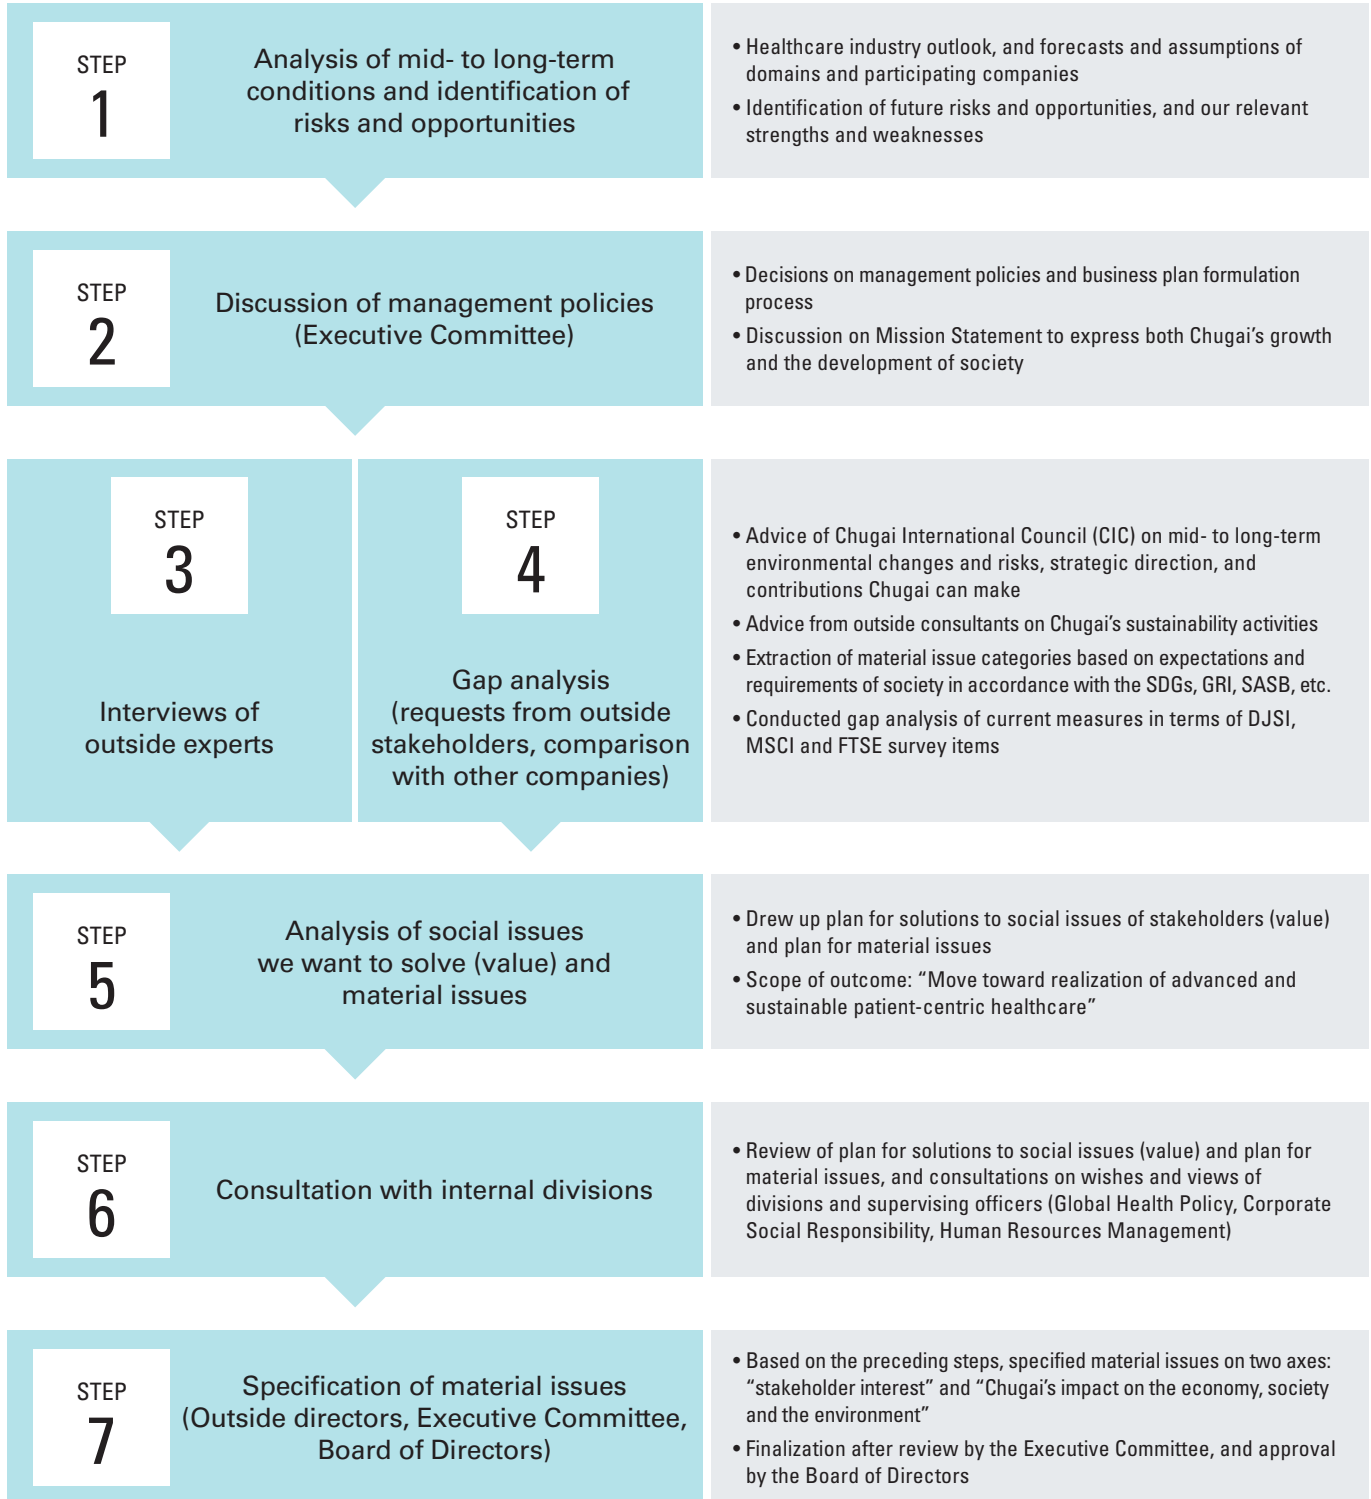 STEP
1
Analysis of mid- to long-term
conditions and identification of
risks and opportunities
• Healthcare industry outlook, and forecasts and assumptions of
domains and participating companies
• Identification of future risks and opportunities, and our relevant
strengths and weaknesses
STEP
2
Discussion of management policies
(Executive Committee)
• Decisions on management policies and business plan formulation
process
• Discussion on Mission Statement to express both Chugai’s growth
and the development of society
STEP
3
Interviews of
outside experts
STEP
4
Gap analysis
(requests from outside
stakeholders, comparison
with other companies)
• Advice of Chugai International Council (CIC) on mid- to long-term
environmental changes and risks, strategic direction, and
contributions Chugai can make
• Advice from outside consultants on Chugai’s sustainability activities
• Extraction of material issue categories based on expectations and
requirements of society in accordance with the SDGs, GRI, SASB, etc.
• Conducted gap analysis of current measures in terms of DJSI,
MSCI and FTSE survey items
STEP
5
Analysis of social issues
we want to solve (value) and
material issues
• Drew up plan for solutions to social issues of stakeholders (value)
and plan for material issues
• Scope of outcome: “Move toward realization of advanced and
sustainable patient-centric healthcare”
STEP
6
Consultation with internal divisions
• Review of plan for solutions to social issues (value) and plan for
material issues, and consultations on wishes and views of
divisions and supervising officers (Global Health Policy, Corporate
Social Responsibility, Human Resources Management)
STEP
7
Specification of material issues
(Outside directors, Executive Committee,
Board of Directors)
• Based on the preceding steps, specified material issues on two axes:
“stakeholder interest” and “Chugai’s impact on the economy, society
and the environment”
• Finalization after review by the Executive Committee, and approval
by the Board of Directors